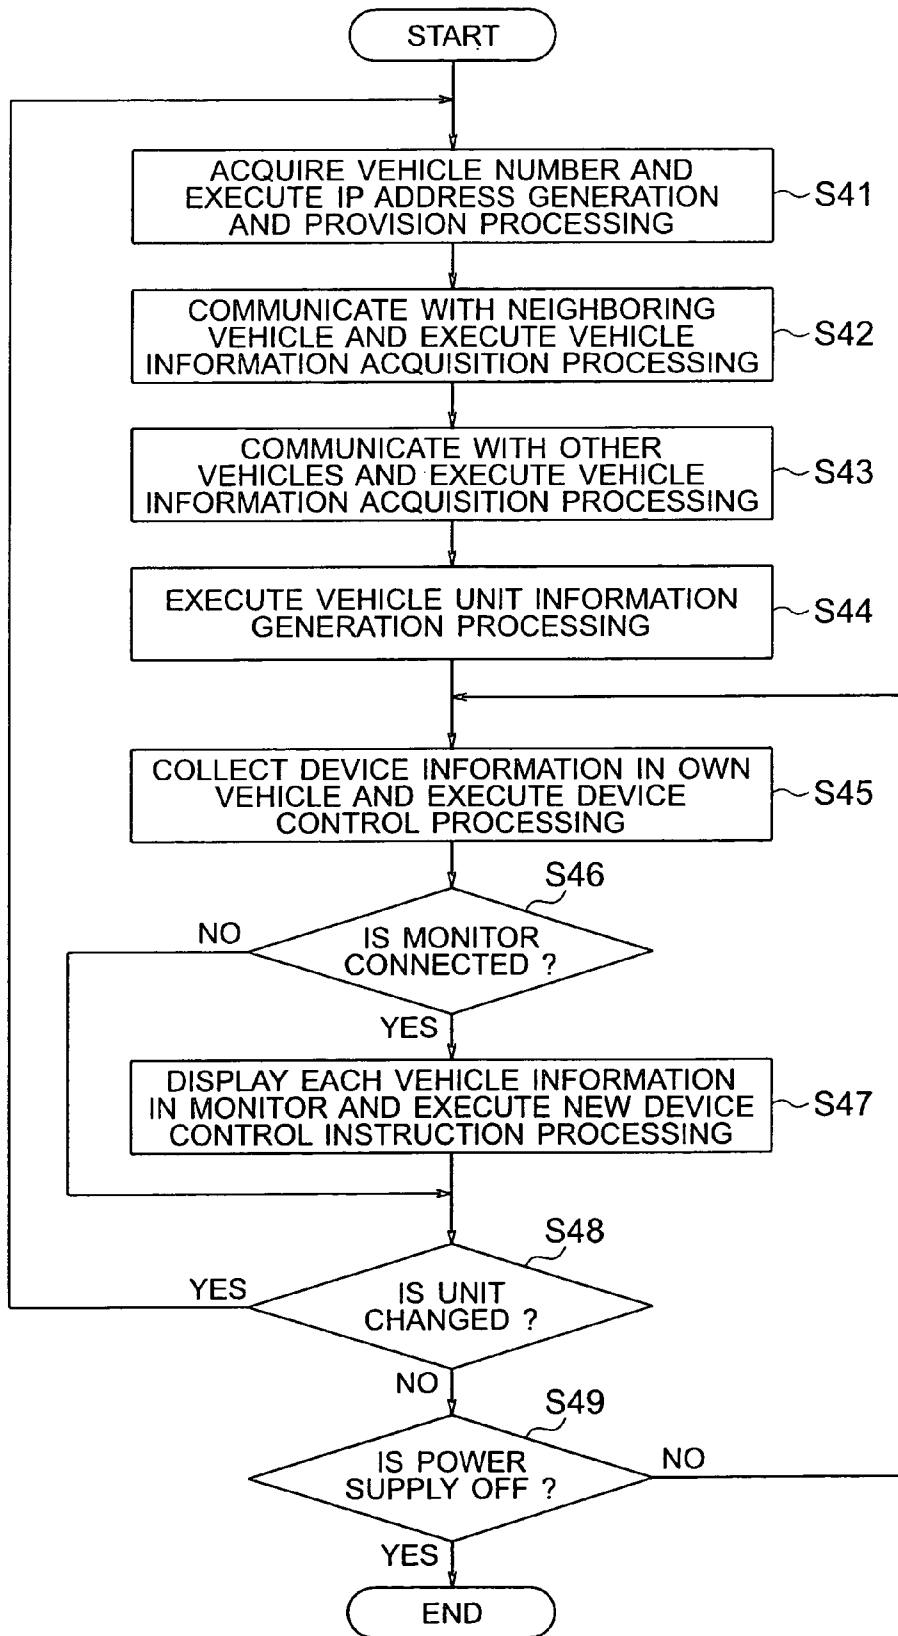 START
ACQUIRE VEHICLE NUMBER AND
EXECUTE IP ADDRESS GENERATION
AND PROVISION PROCESSING
S41
COMMUNICATE WITH NEIGHBORING
VEHICLE AND EXECUTE VEHICLE
INFORMATION ACQUISITION PROCESSING
S42
COMMUNICATE WITH OTHER
VEHICLES AND EXECUTE VEHICLE
INFORMATION ACQUISITION PROCESSING
S43
EXECUTE VEHICLE UNIT INFORMATION
GENERATION PROCESSING
S44
COLLECT DEVICE INFORMATION IN OWN
VEHICLE AND EXECUTE DEVICE
CONTROL PROCESSING
S45
S46
NO
IS MONITOR
CONNECTED ?
YES
DISPLAY EACH VEHICLE INFORMATION
IN MONITOR AND EXECUTE NEW DEVICE
CONTROL INSTRUCTION PROCESSING
S47
S48
YES
IS UNIT
CHANGED ?
NO
S49
IS POWER
SUPPLY OFF ?
NO
YES
END